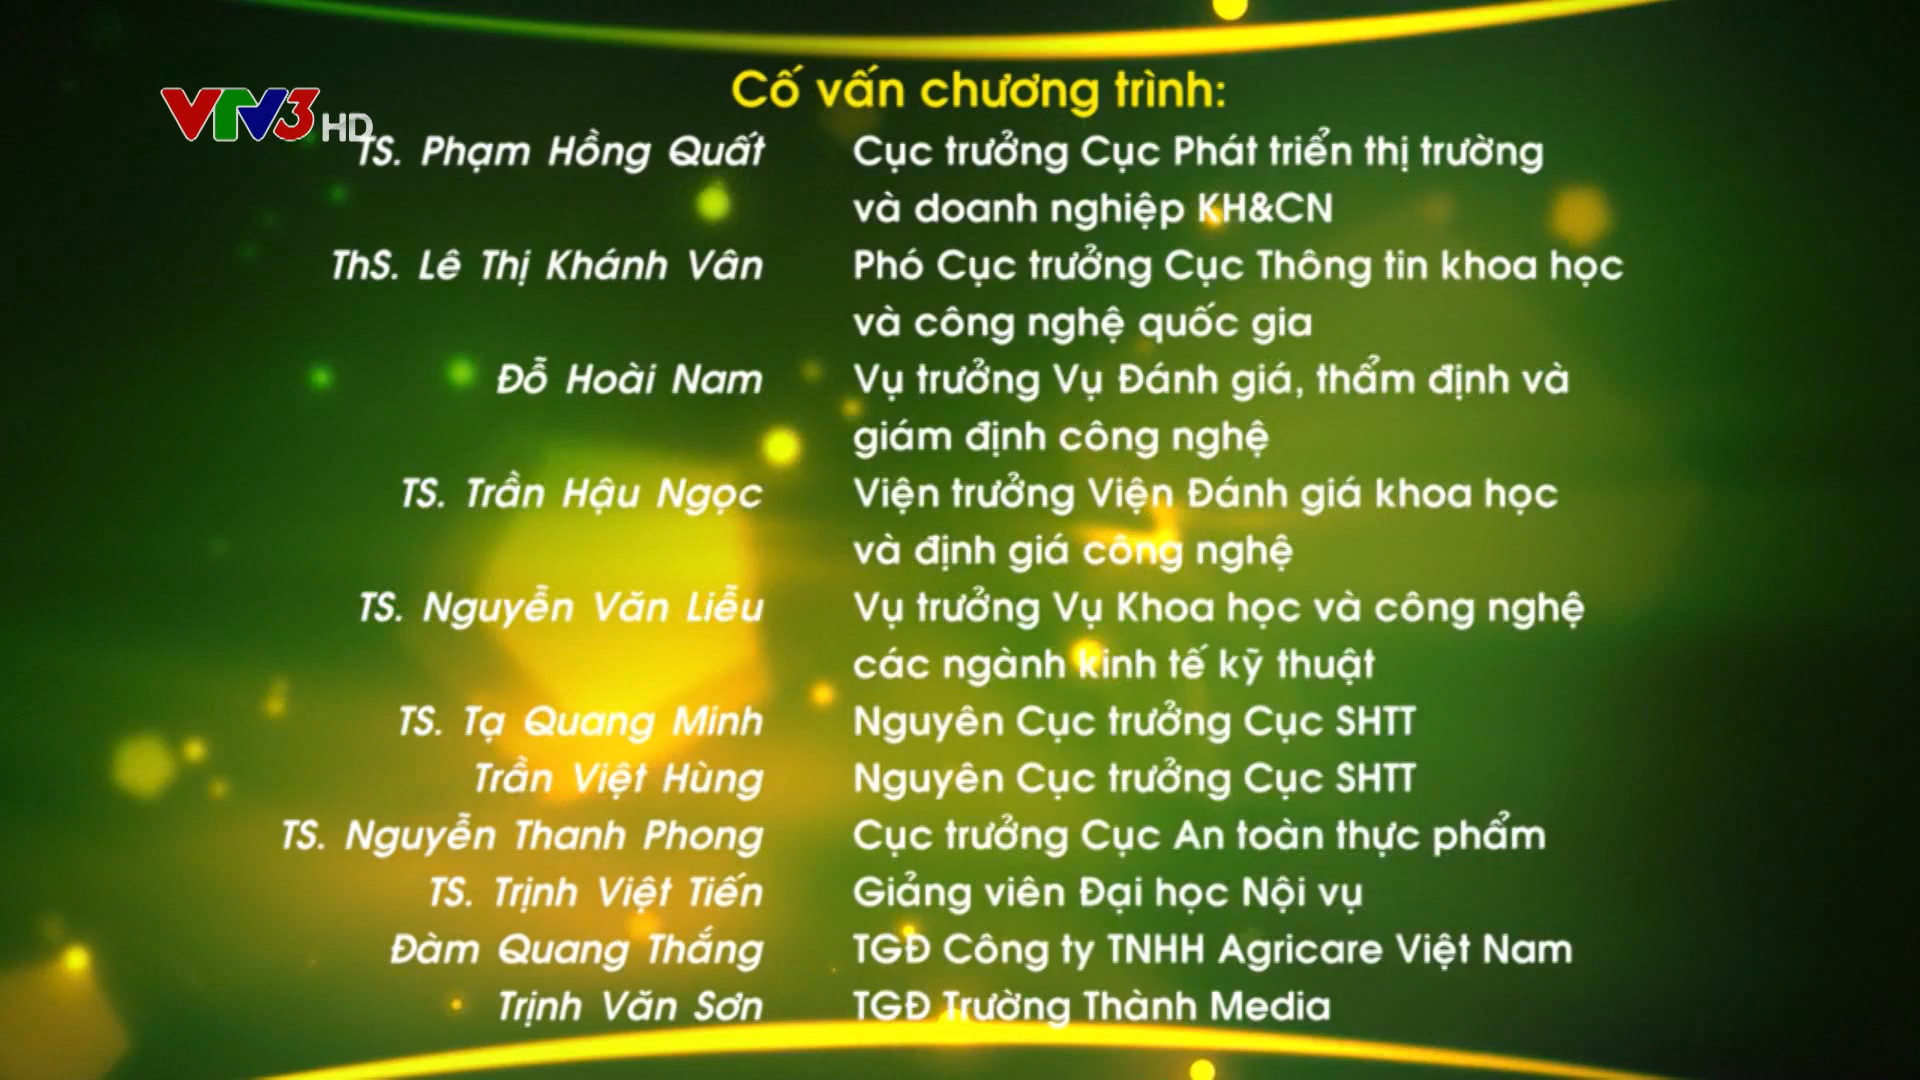 VTV3 HD
Cố vấn chương trình:
TS. Phạm Hồng Quất Cục trưởng Cục Phát triển thị trường
và doanh nghiệp KH&CN
ThS. Lê Thị Khánh Vân Phó Cục trưởng Cục Thông tin khoa học
và công nghệ quốc gia
Đỗ Hoài Nam Vụ trưởng Vụ Đánh giá, thẩm định và
giám định công nghệ
TS. Trần Hậu Ngọc Viện trưởng Viện Đánh giá khoa học
và định giá công nghệ
TS. Nguyễn Văn Liễu Vụ trưởng Vụ Khoa học và công nghệ
các ngành kinh tế kỹ thuật
TS. Tạ Quang Minh Nguyên Cục trưởng Cục SHTT
Trần Việt Hùng Nguyên Cục trưởng Cục SHTT
TS. Nguyễn Thanh Phong Cục trưởng Cục An toàn thực phẩm
TS. Trịnh Việt Tiến Giảng viên Đại học Nội vụ
Đàm Quang Thắng TGĐ Công ty TNHH Agricare Việt Nam
Trịnh Văn Sơn TGĐ Trường Thành Media